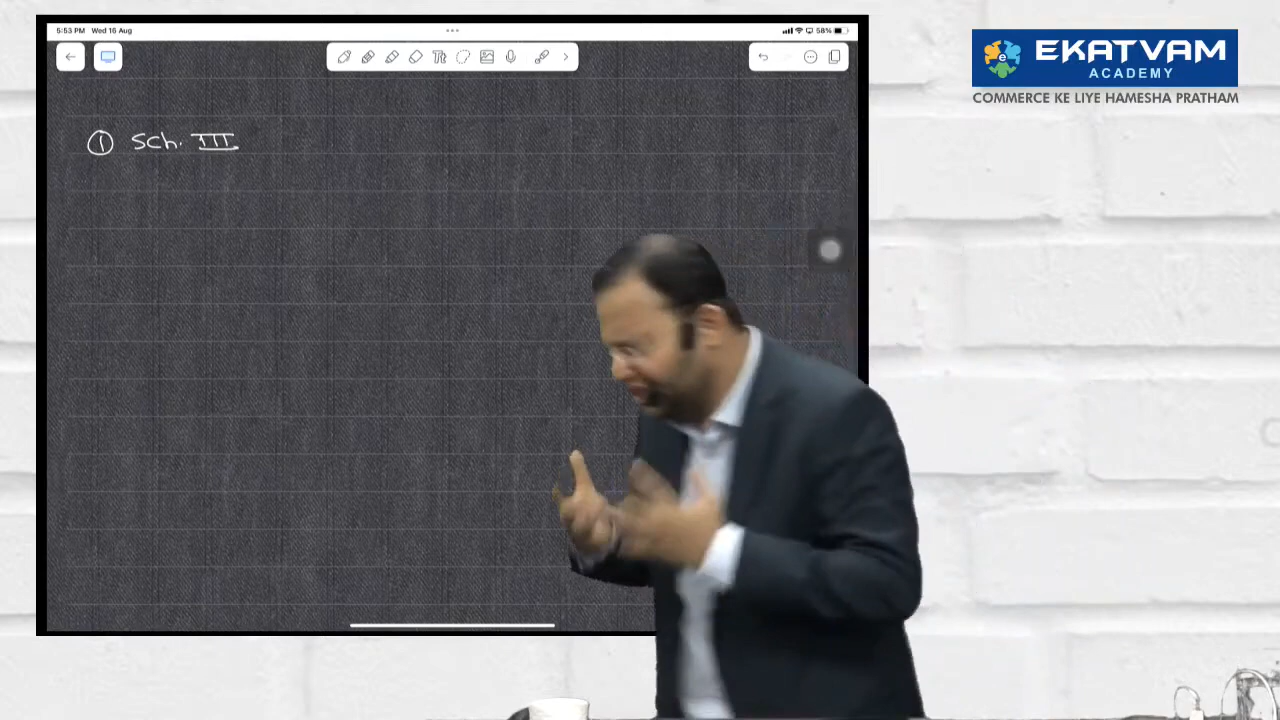 5:53 PM Wed 16 Aug
58%
EKATVAM
ACADEMY
COMMERCE KE LIYE HAMESHA PRATHAM
① Sch. III